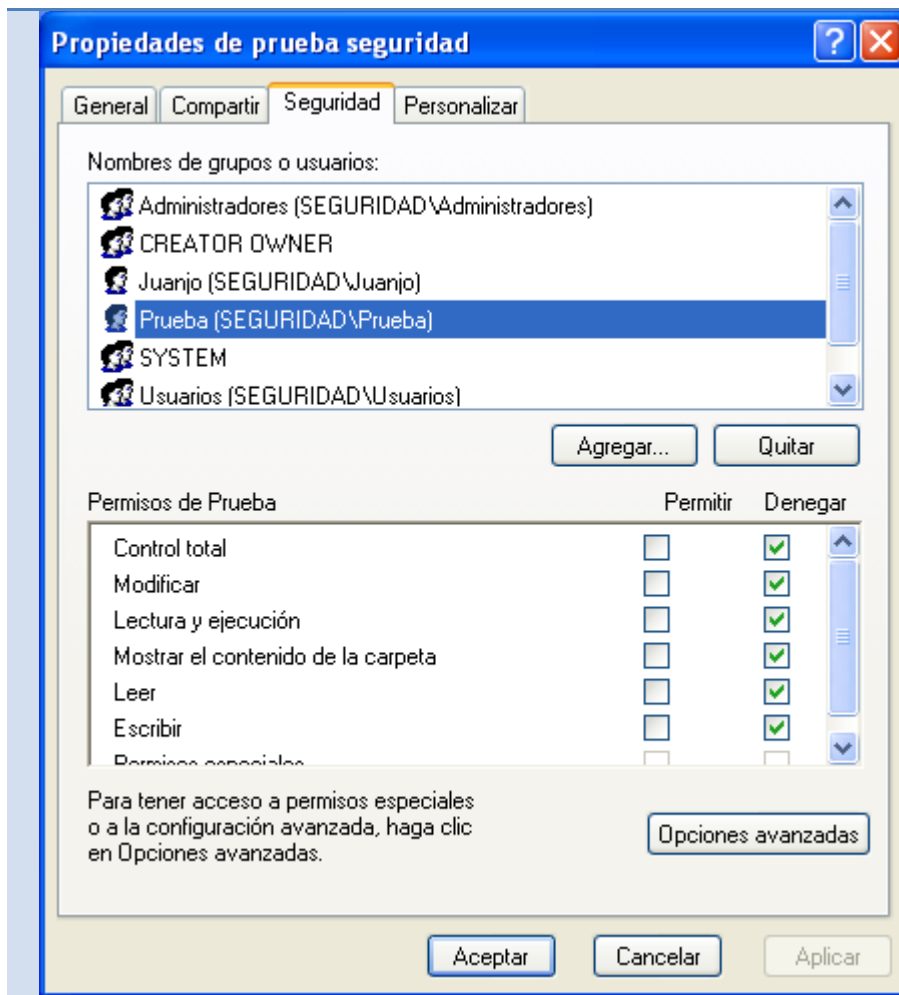 Propiedades de prueba seguridad
General Compartir Seguridad Personalizar
Nombres de grupos o usuarios:
Administradores (SEGURIDAD\Administradores)
CREATOR OWNER
Juanjo (SEGURIDAD\Juanjo)
Prueba (SEGURIDAD\Prueba)
SYSTEM
Usuarios (SEGURIDAD\Usuarios)
Agregar... Quitar
Permisos de Prueba Permitir Denegar
Control total
Modificar
Lectura y ejecución
Mostrar el contenido de la carpeta
Leer
Escribir
Permisos especiales
Para tener acceso a permisos especiales
o a la configuración avanzada, haga clic
en Opciones avanzadas.
Opciones avanzadas
Aceptar Cancelar Aplicar